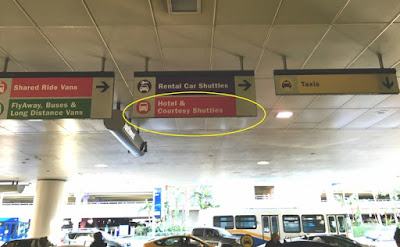 Shared Ride Vans
FlyAway, Buses &
Long Distance Vans
Rental Car Shuttles
Hotel &
Courtesy Shuttles
Taxis